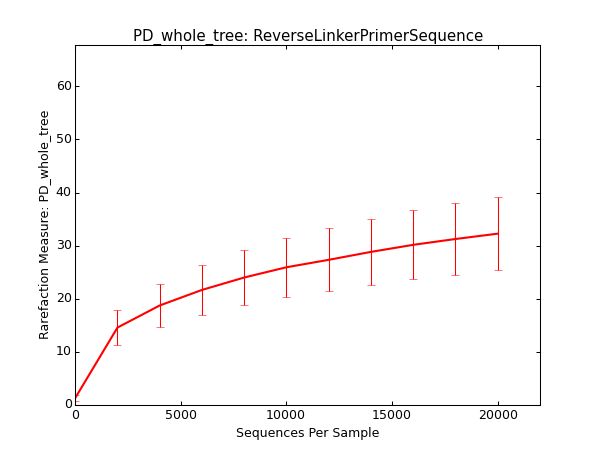 PD_whole_tree: ReverseLinkerPrimerSequence
Rarefaction Measure: PD_whole_tree
60
50
40
30
20
10
0
0 5000 10000 15000 20000
Sequences Per Sample